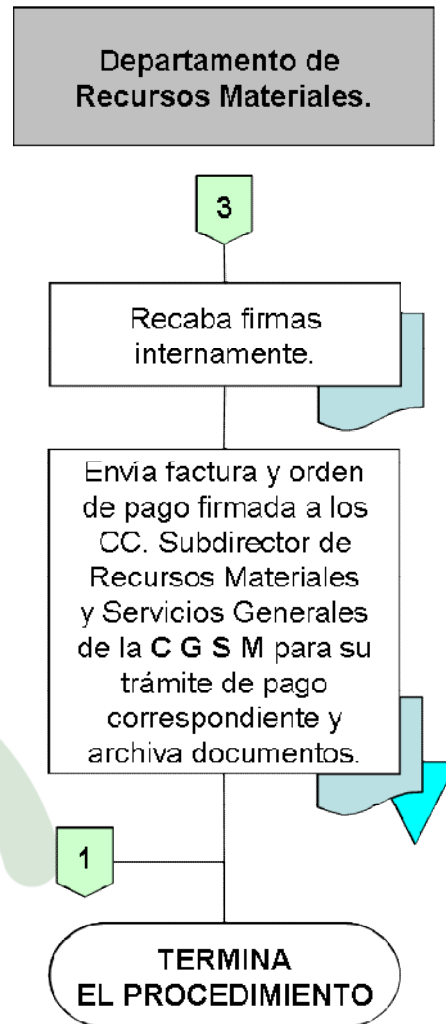 Departamento de
Recursos Materiales.
3
Recaba firmas
internamente.
Envía factura y orden
de pago firmada a los
CC. Subdirector de
Recursos Materiales
y Servicios Generales
de la C G S M para su
trámite de pago
correspondiente y
archiva documentos.
1
TERMINA
EL PROCEDIMIENTO